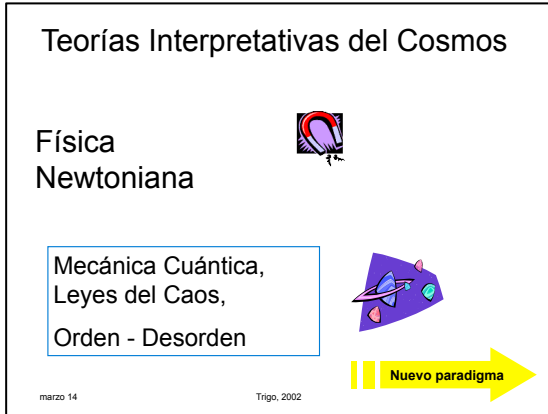 Teorías Interpretativas del Cosmos
Física
Newtoniana
Mecánica Cuántica,
Leyes del Caos,
Orden - Desorden
Nuevo paradigma
marzo 14
Trigo, 2002